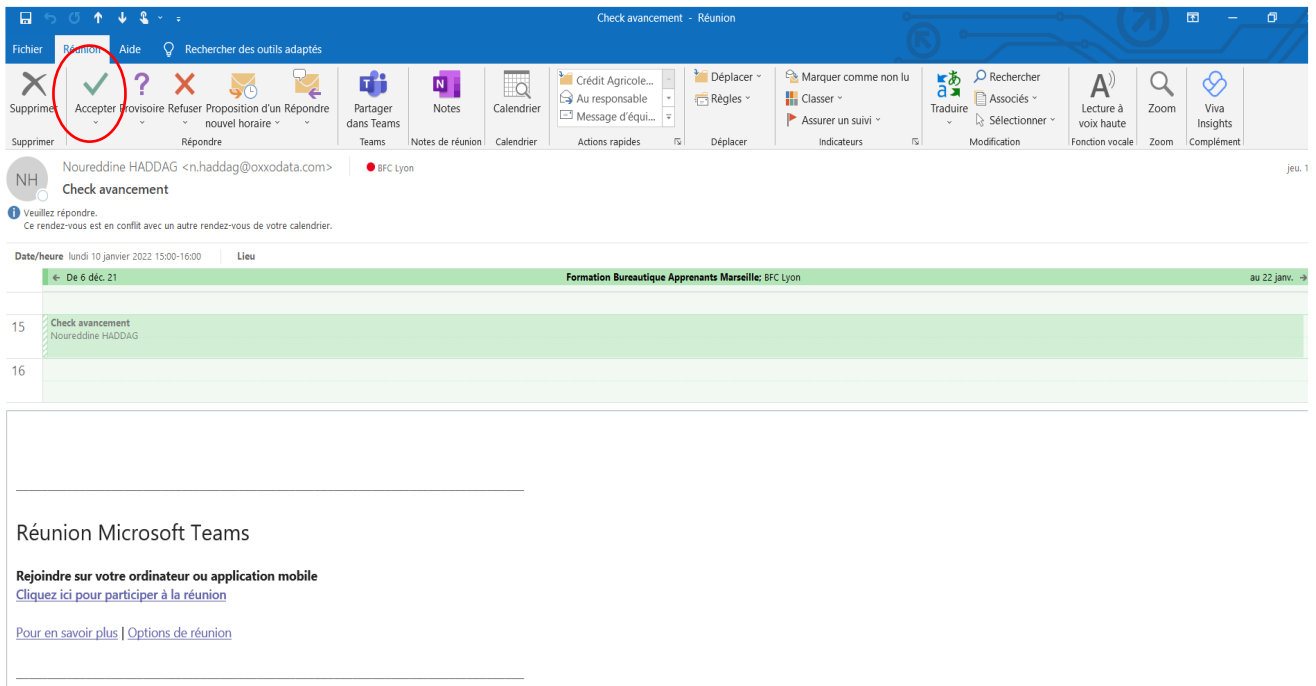 Check avancement - Réunion
Fichier Réunion Aide Rechercher des outils adaptés
Supprimer Accepter Provisoire Refuser Proposition d'un nouvel horaire Répondre
Partager dans Teams
Notes
Calendrier
Crédit Agricole...
Au responsable
Message d'équi...
Déplacer
Règles
Marquer comme non lu
Classer
Assurer un suivi
Traduire
Rechercher
Associés
Sélectionner
Lecture à voix haute
Zoom
Viva Insights
Supprimer Répondre Teams Notes de réunion Calendrier Actions rapides Déplacer Indicateurs Modification Fonction vocale Zoom Complément
NH
Noureddine HADDAG <n.haddag@oxxodata.com> BFC Lyon jeu. 1
Check avancement
Veuillez répondre.
Ce rendez-vous est en conflit avec un autre rendez-vous de votre calendrier.
Date/heure lundi 10 janvier 2022 15:00-16:00 Lieu
← De 6 déc. 21 Formation Bureautique Apprenants Marseille; BFC Lyon au 22 janv. →
15 Check avancement
Noureddine HADDAG
16
Réunion Microsoft Teams
Rejoindre sur votre ordinateur ou application mobile
Cliquez ici pour participer à la réunion
Pour en savoir plus | Options de réunion